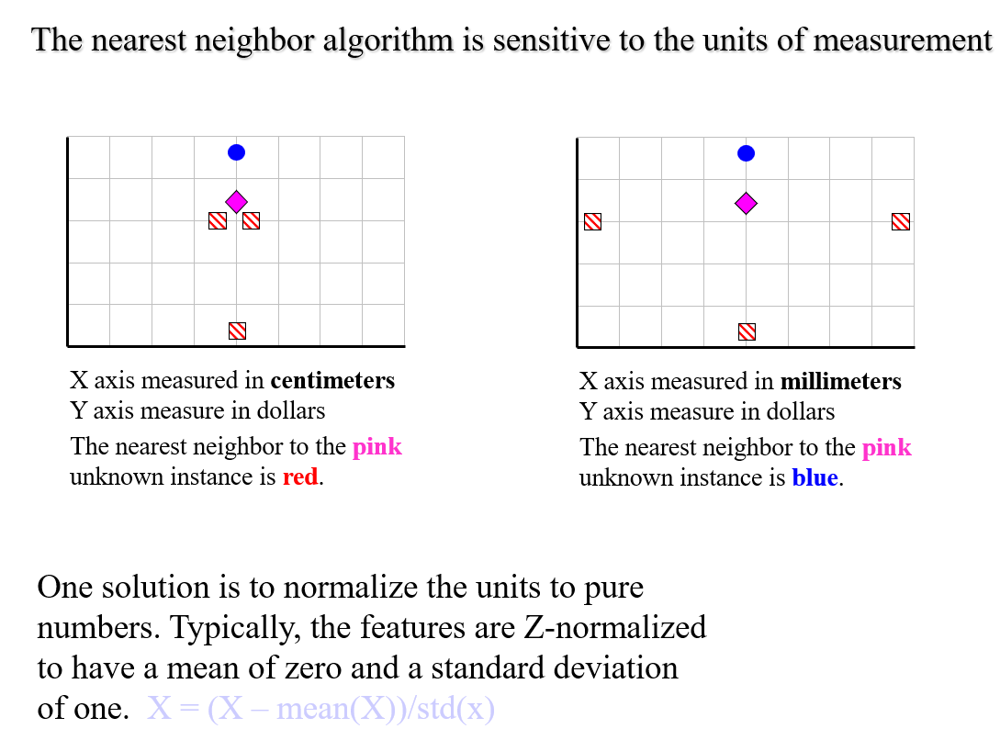 The nearest neighbor algorithm is sensitive to the units of measurement
X axis measured in centimeters
Y axis measure in dollars
The nearest neighbor to the pink
unknown instance is red.
X axis measured in millimeters
Y axis measure in dollars
The nearest neighbor to the pink
unknown instance is blue.
One solution is to normalize the units to pure
numbers. Typically, the features are Z-normalized
to have a mean of zero and a standard deviation
of one. X = (X – mean(X))/std(x)